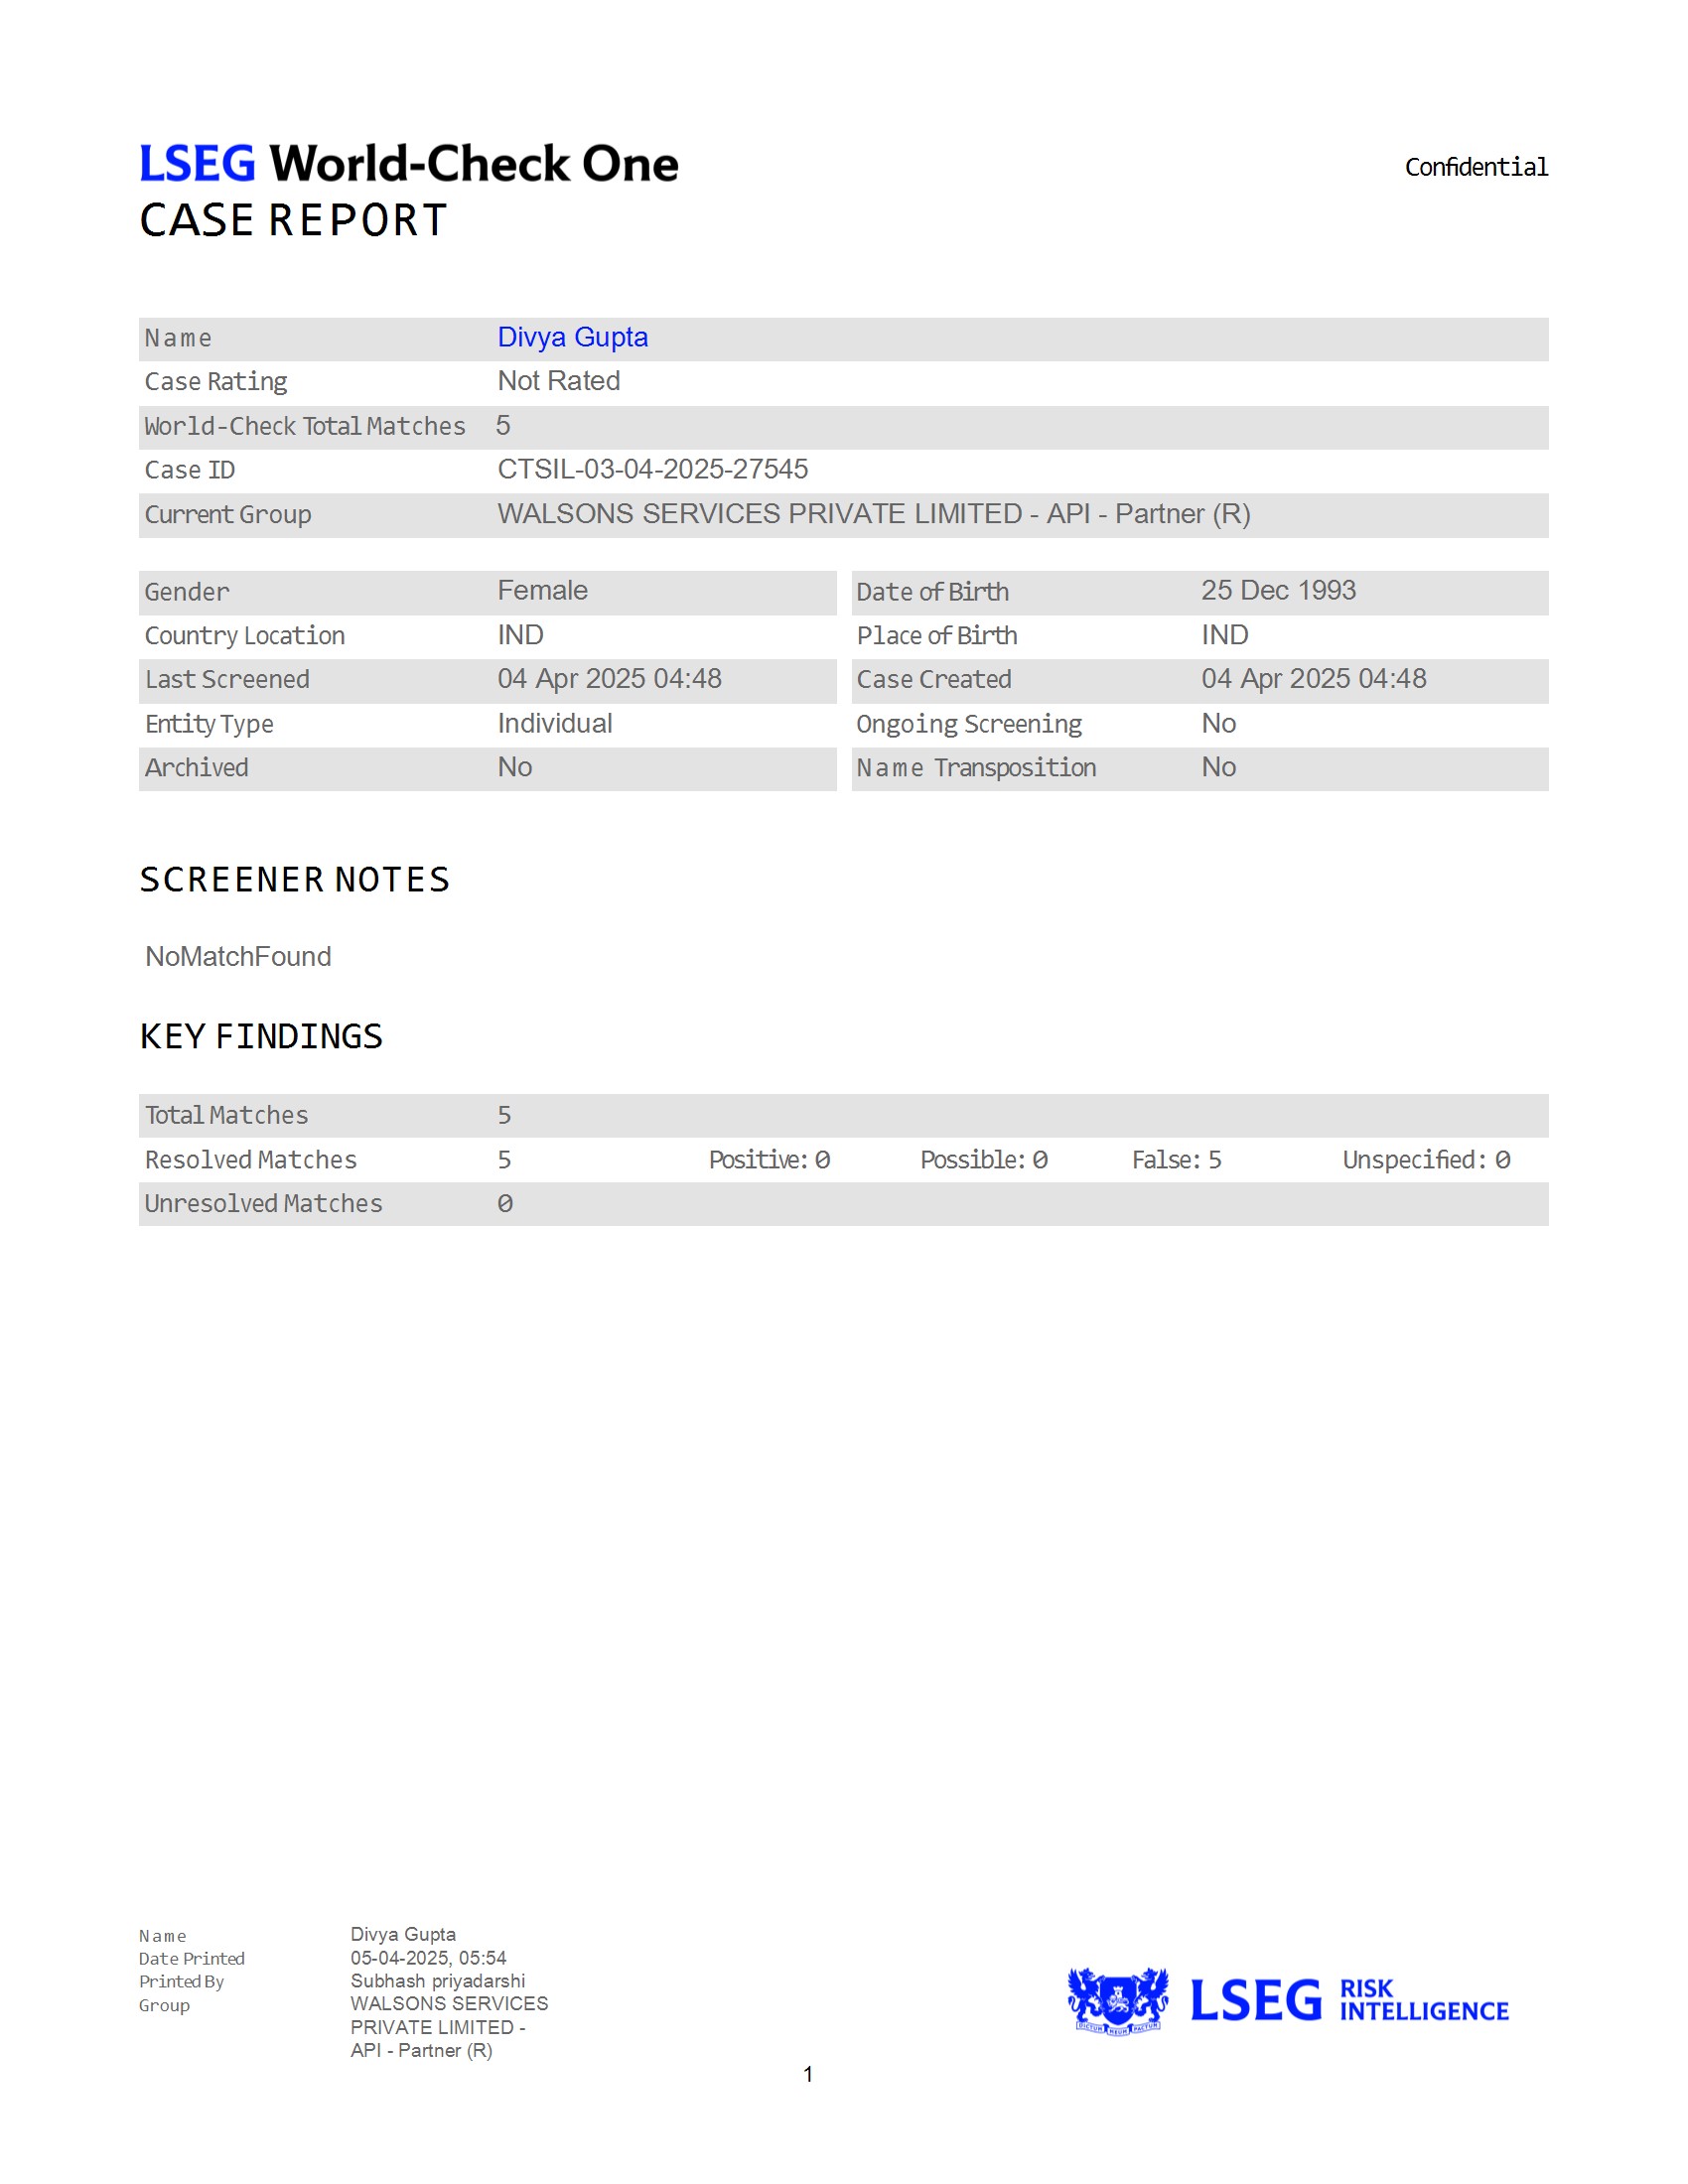 LSEG World-Check One
Confidential
CASE REPORT
Name Divya Gupta
Case Rating Not Rated
World-Check Total Matches 5
Case ID CTSIL-03-04-2025-27545
Current Group WALSONS SERVICES PRIVATE LIMITED - API - Partner (R)
Gender Female Date of Birth 25 Dec 1993
Country Location IND Place of Birth IND
Last Screened 04 Apr 2025 04:48 Case Created 04 Apr 2025 04:48
Entity Type Individual Ongoing Screening No
Archived No Name Transposition No
SCREENER NOTES
NoMatchFound
KEY FINDINGS
Total Matches 5
Resolved Matches 5 Positive: 0 Possible: 0 False: 5 Unspecified: 0
Unresolved Matches 0
Name Divya Gupta
Date Printed 05-04-2025, 05:54
Printed By Subhash priyadarshi
Group WALSONS SERVICES
PRIVATE LIMITED -
API - Partner (R)
DICTUM MEUM PACTUM
LSEG RISK
INTELLIGENCE
1